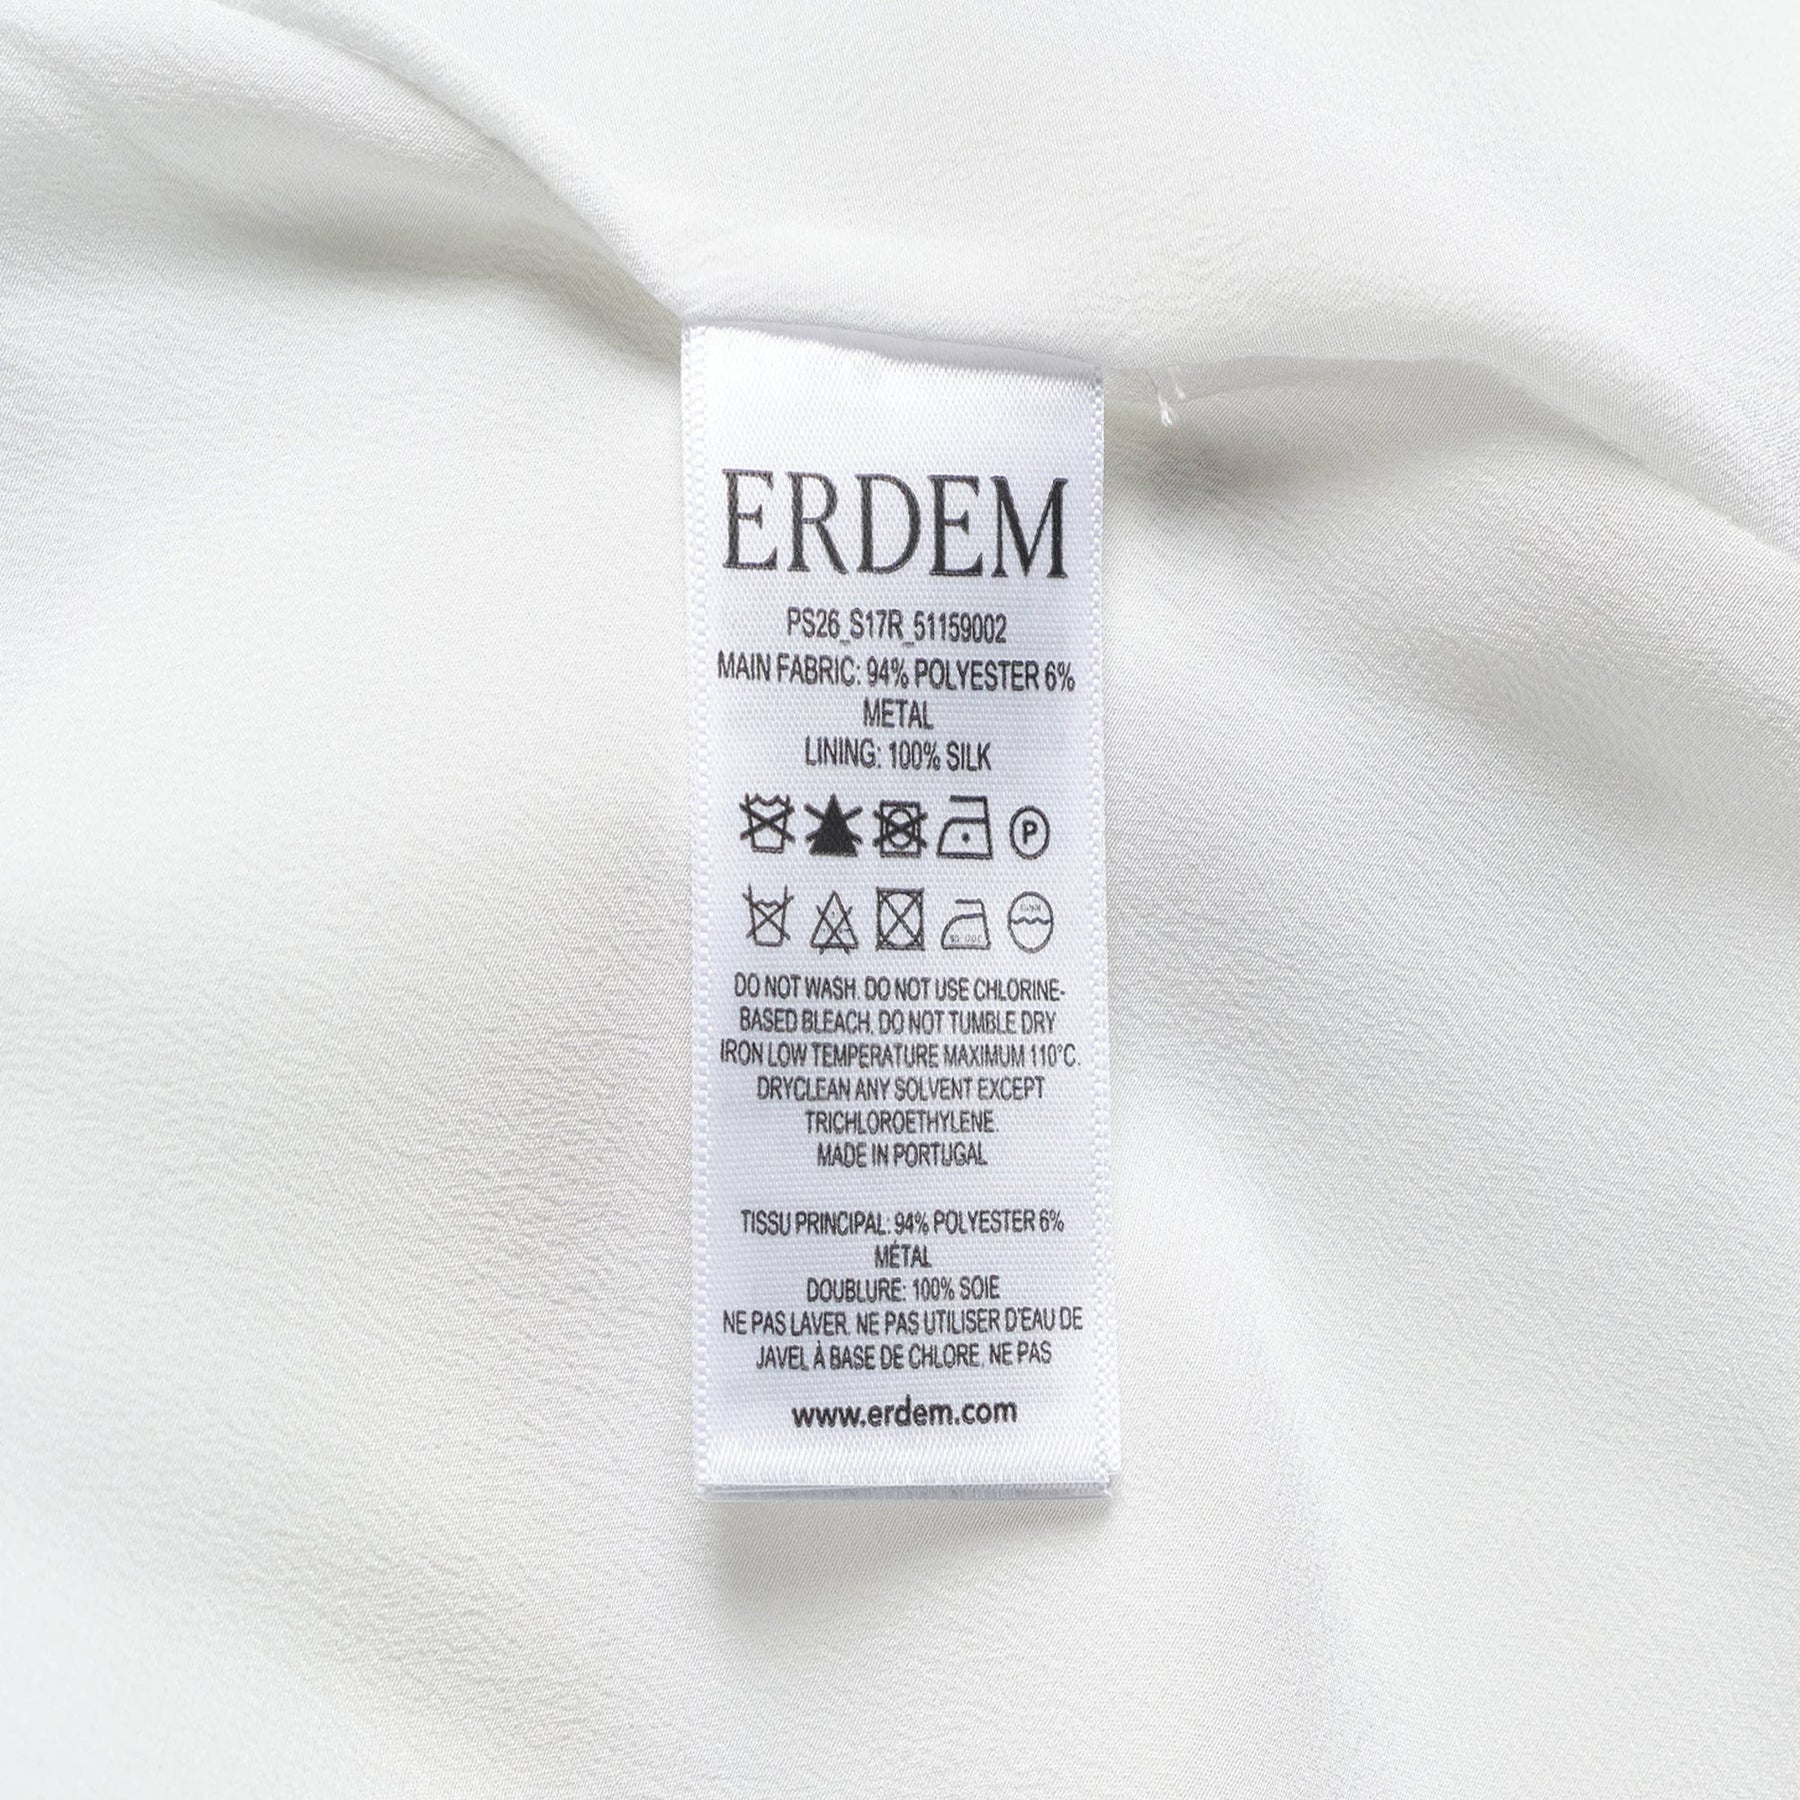 ERDEM
PS26_S17R_51159002
MAIN FABRIC: 94% POLYESTER 6%
METAL
LINING: 100% SILK
P
DO NOT WASH. DO NOT USE CHLORINE-
BASED BLEACH. DO NOT TUMBLE DRY
IRON LOW TEMPERATURE MAXIMUM 110°C.
DRYCLEAN ANY SOLVENT EXCEPT
TRICHLOROETHYLENE.
MADE IN PORTUGAL
TISSU PRINCIPAL: 94% POLYESTER 6%
MÉTAL
DOUBLURE: 100% SOIE
NE PAS LAVER. NE PAS UTILISER D'EAU DE
JAVEL À BASE DE CHLORE. NE PAS
www.erdem.com